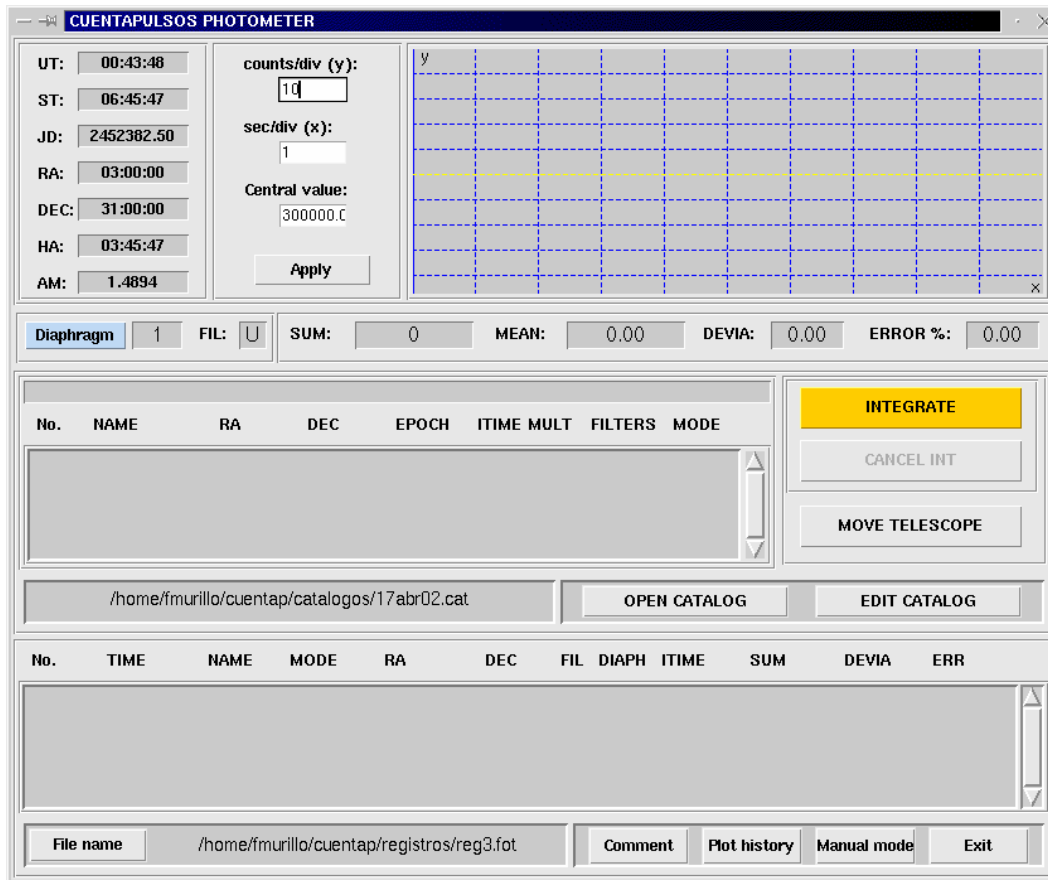 CUENTAPULSOS PHOTOMETER
UT: 00:43:48
ST: 06:45:47
JD: 2452382.50
RA: 03:00:00
DEC: 31:00:00
HA: 03:45:47
AM: 1.4894
counts/div (y):
10
sec/div (x):
1
Central value:
300000.0
Apply
y
x
Diaphragm 1 FIL: U SUM: 0 MEAN: 0.00 DEVIA: 0.00 ERROR %: 0.00
No. NAME RA DEC EPOCH ITIME MULT FILTERS MODE
INTEGRATE
CANCEL INT
MOVE TELESCOPE
/home/fmurillo/cuentap/catalogos/17abr02.cat OPEN CATALOG EDIT CATALOG
No. TIME NAME MODE RA DEC FIL DIAPH ITIME SUM DEVIA ERR
File name /home/fmurillo/cuentap/registros/reg3.fot Comment Plot history Manual mode Exit